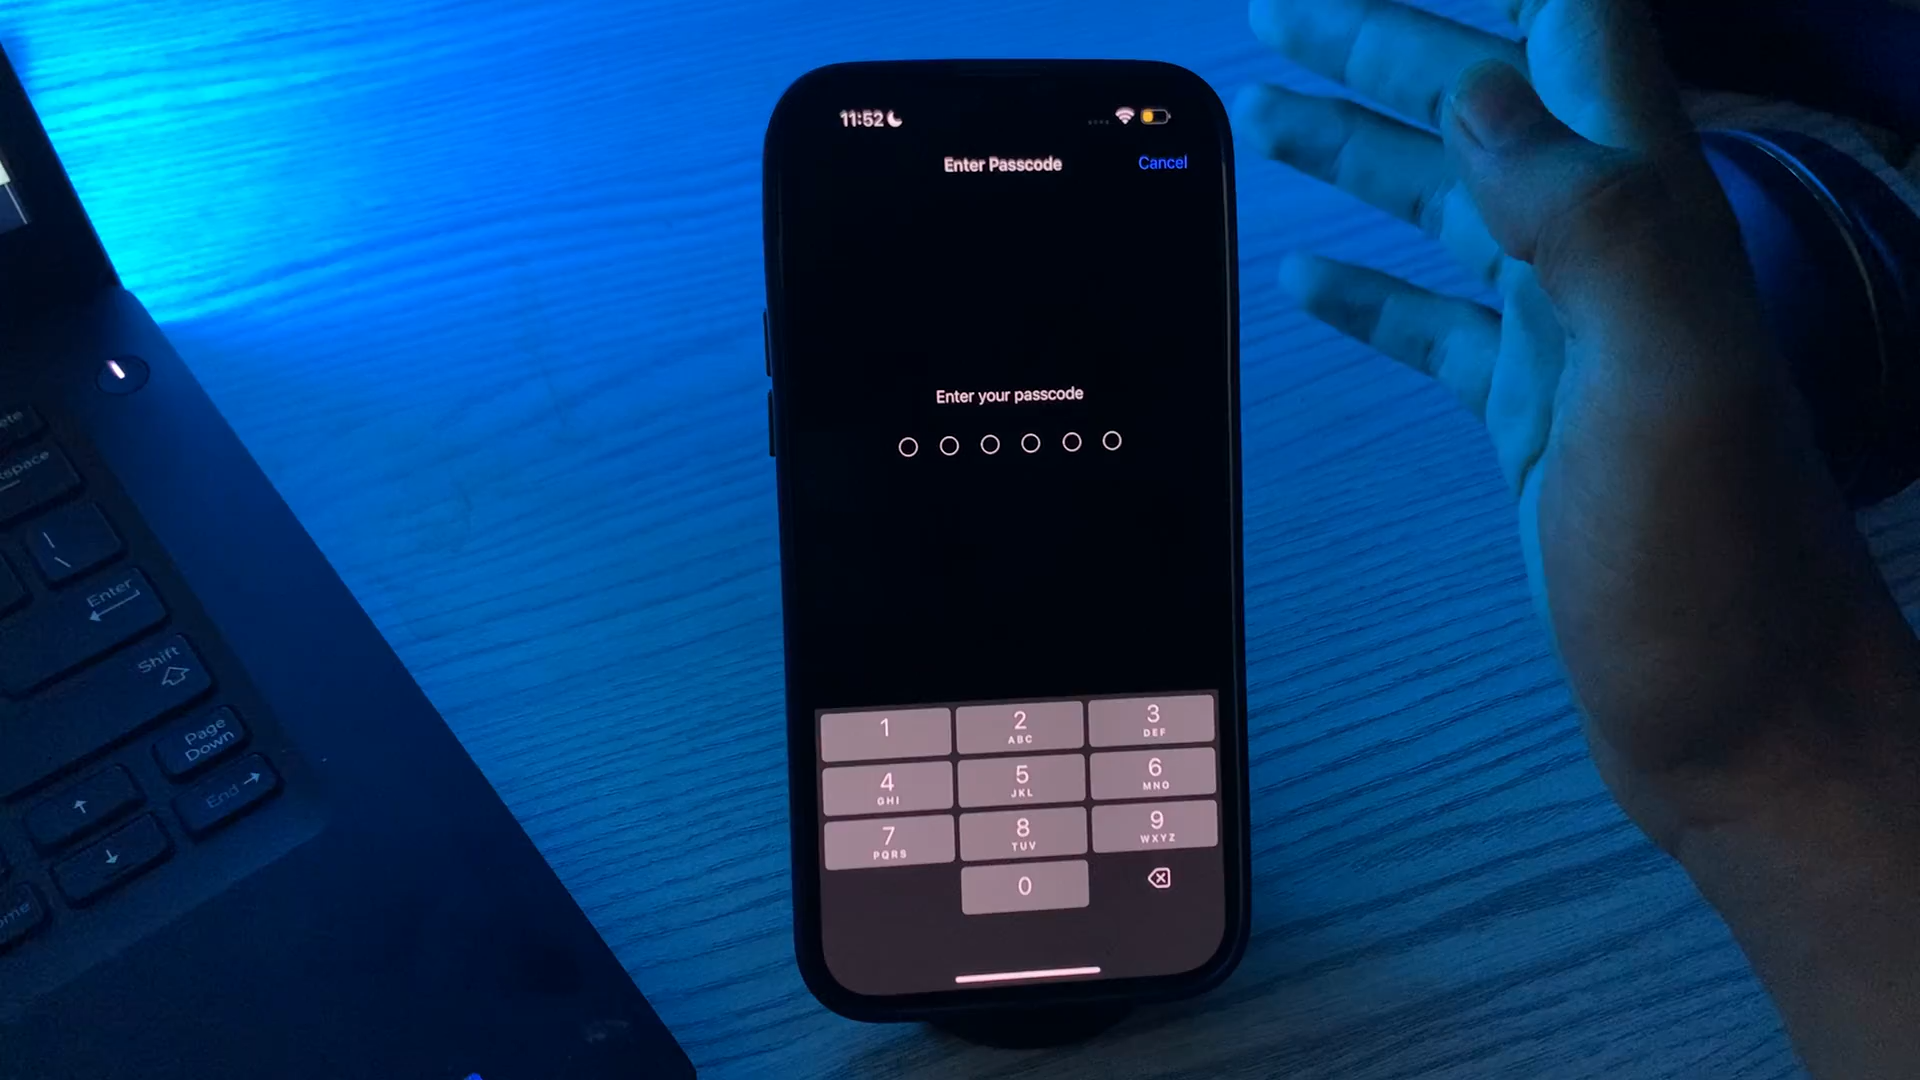 11:52
Enter Passcode
Cancel
Enter your passcode
1
2
ABC
3
DEF
4
GHI
5
JKL
6
MNO
7
PQRS
8
TUV
9
WXYZ
0
Enter
Shift
Page
Down
End